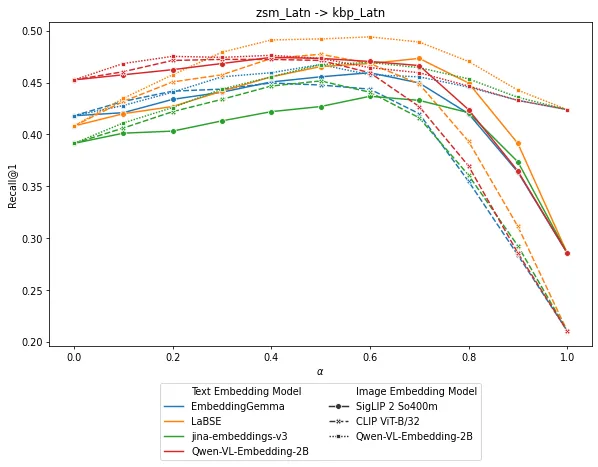 zsm_Latn -> kbp_Latn
Recall@1
0.50
0.45
0.40
0.35
0.30
0.25
0.20
0.0 0.2 0.4 0.6 0.8 1.0
α
Text Embedding Model Image Embedding Model
EmbeddingGemma SigLIP 2 So400m
LaBSE CLIP ViT-B/32
jina-embeddings-v3 Qwen-VL-Embedding-2B
Qwen-VL-Embedding-2B